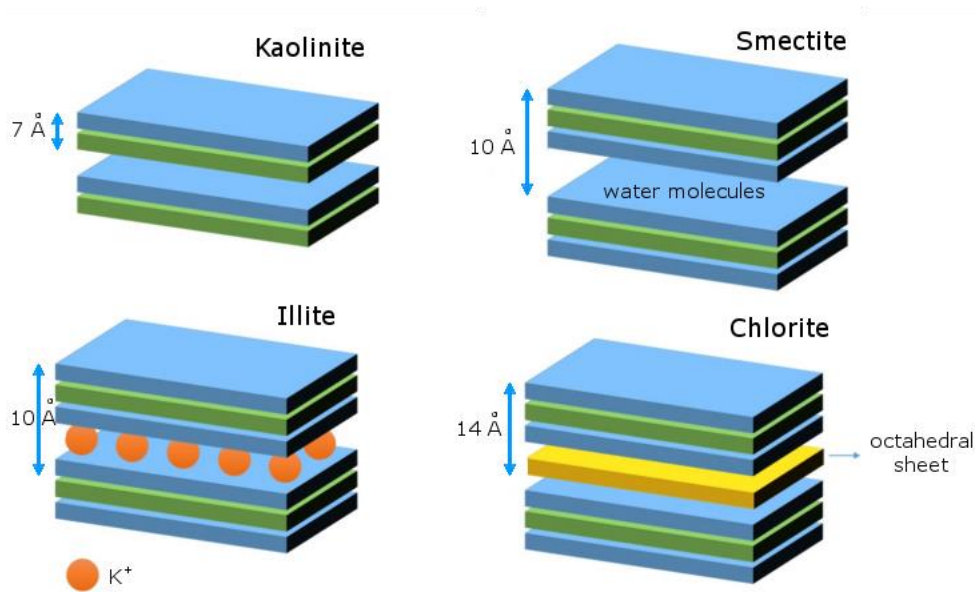 Kaolinite
7 Å
Smectite
10 Å
water molecules
Illite
10 Å
K⁺
Chlorite
14 Å
octahedral
sheet